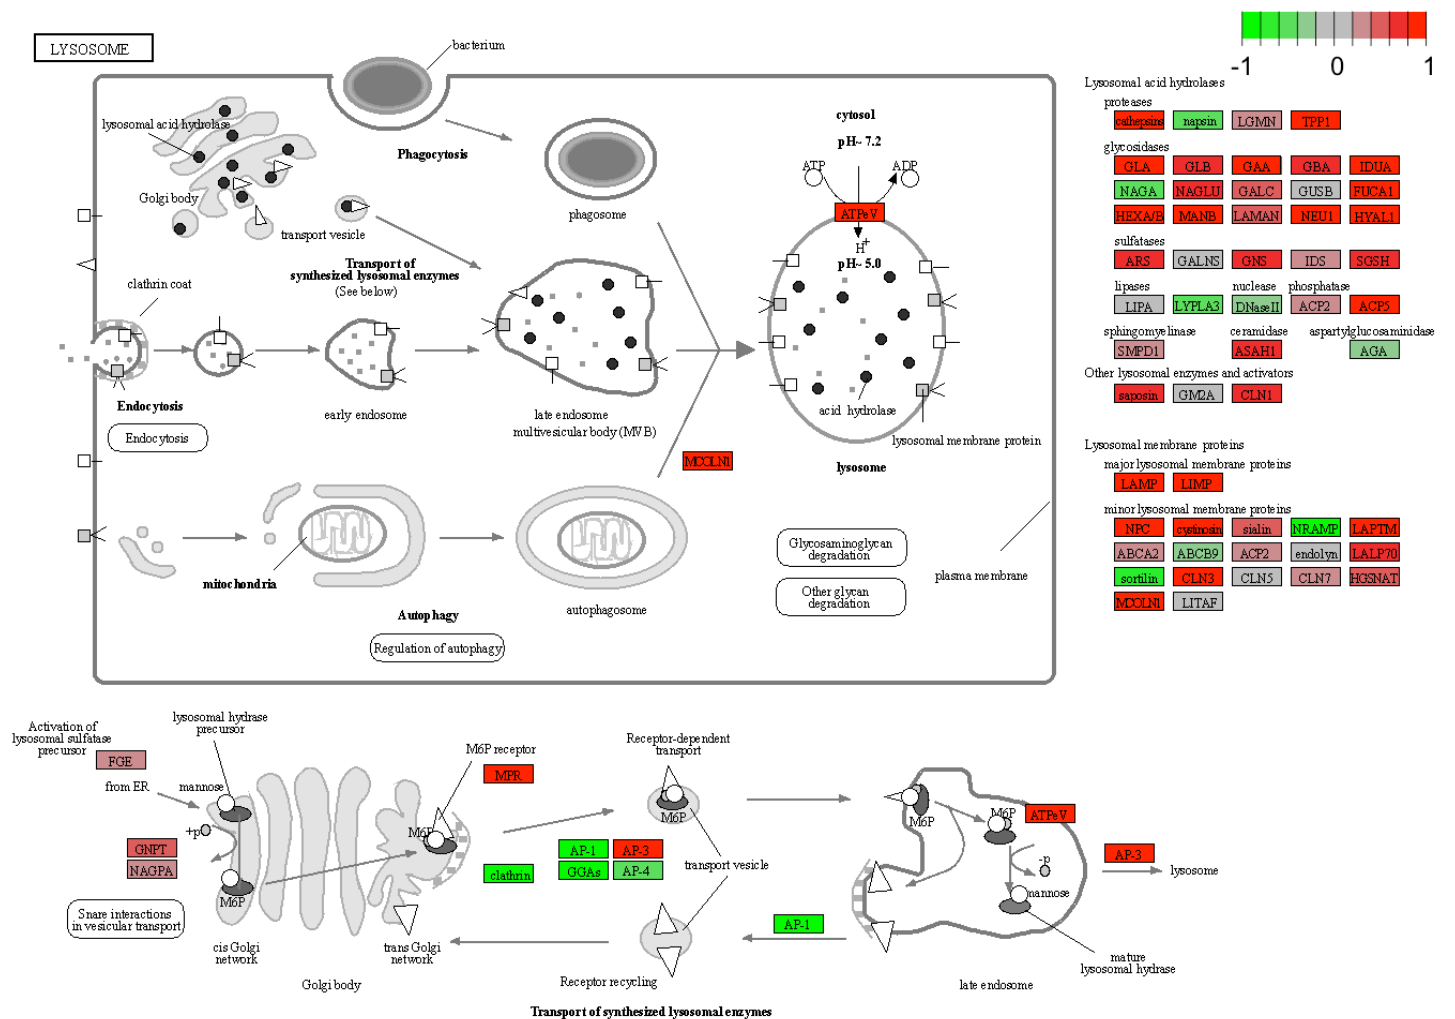 LYSOSOME
bacterium
-1
0
1
lysosomal acid hydrolase
Phagocytosis
Golgi body
transport vesicle
phagosome
Transport of
synthesized lysosomal enzymes
(See below)
clathrin coat
cytosol
pH~ 7.2
ATP
ADP
ATPeV
H+
pH~ 5.0
Endocytosis
Endocytosis
early endosome
late endosome
multivesicular body (MVB)
acid hydrolase
lysosomal membrane protein
lysosome
MCOLN1
mitochondria
Autophagy
Regulation of autophagy
autophagosome
Glycosaminoglycan
degradation
Other glycan
degradation
plasma membrane
Lysosomal acid hydrolases
proteases
cathepsins napsin LGMN TPP1
glycosidases
GLA GLB GAA GBA IDUA
NAGA NAGLU GALC GUSB FUCA1
HEXA/B MANB LAMAN NEU1 HYAL1
sulfatases
ARS GALNS GNS IDS SGSH
lipases nuclease phosphatase
LIPA LYPLA3 DNaseII ACP2 ACP5
sphingomyelinase ceramidase aspartylglucosaminidase
SMPD1 ASAH1 AGA
Other lysosomal enzymes and activators
saposin GM2A CLN1
Lysosomal membrane proteins
major lysosomal membrane proteins
LAMP LIMP
minor lysosomal membrane proteins
NPC cystinosin sialin NRAMP LAPTM
ABCA2 ABCB9 ACP2 endolyn LALP70
sortilin CLN3 CLN5 CLN7 HGSNAT
MCOLN1 LITAF
Activation of
lysosomal sulfatase
precursor
FGE
from ER
lysosomal hydrase
precursor
mannose
+p
GNPT
NAGPA
M6P
Snare interactions
in vesicular transport
cis Golgi
network
Golgi body
trans Golgi
network
M6P receptor
MPR
M6P
clathrin
AP-1 AP-3
GGAs AP-4
Receptor-dependent
transport
M6P
transport vesicle
Receptor recycling
AP-1
M6P
M6P
ATPeV
-p
mannose
AP-3
lysosome
mature
lysosomal hydrase
late endosome
Transport of synthesized lysosomal enzymes